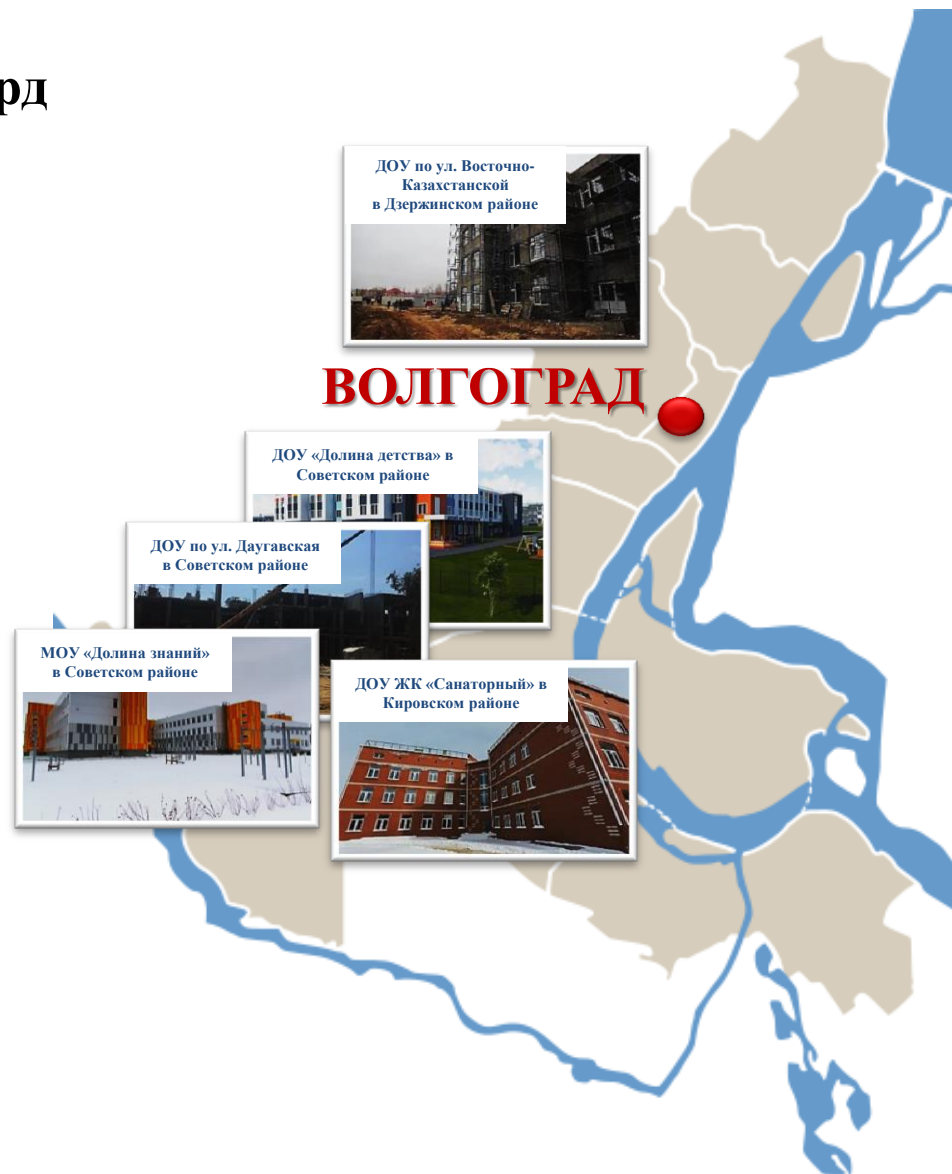 рд
ДОУ по ул. Восточно-
Казахстанской
в Дзержинском районе
ВОЛГОГРАД
ДОУ «Долина детства» в
Советском районе
ДОУ по ул. Даугавская
в Советском районе
МОУ «Долина знаний»
в Советском районе
ДОУ ЖК «Санаторный» в
Кировском районе